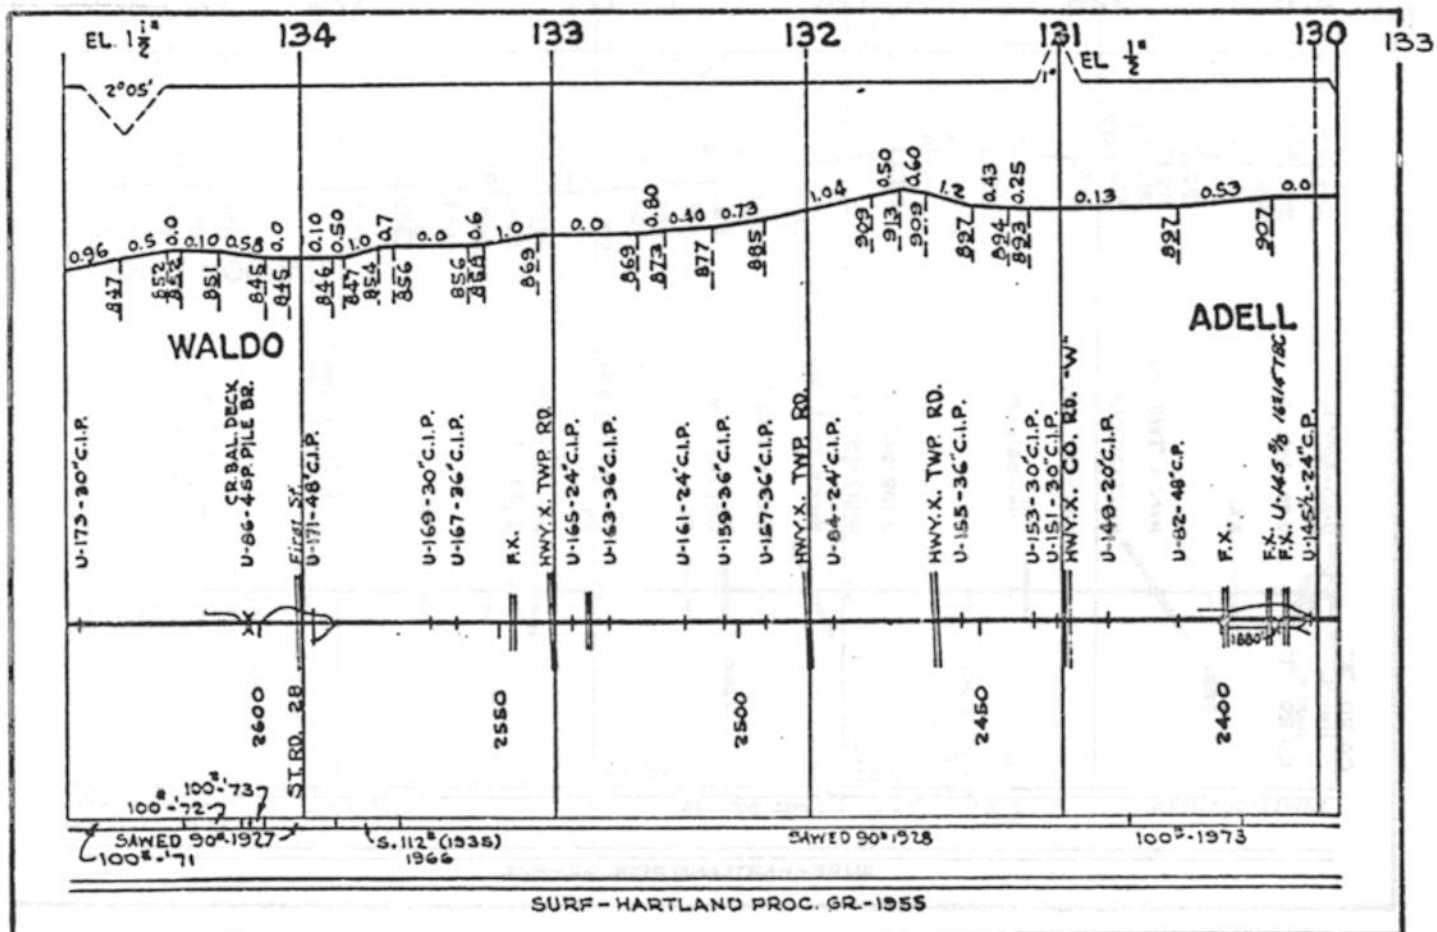 EL. 1½" 134 133 132 131 EL ½" 130 133
2°05' 1°
0.96 0.5 0.0 0.10 0.58 0.0 0.10 0.50 1.0 0.7 0.0 0.6 1.0 0.0 0.80 0.40 0.73 1.04 0.50 0.60 1.2 0.43 0.25 0.13 0.53 0.0
847 852 851 845 845 846 847 854 856 856 869 869 873 877 885 909 913 909 897 894 893 897 907
WALDO ADELL
U-173-30"C.I.P.
CR. BAL. DECK
U-86-45P. PILE BR.
First St.
U-171-48"C.I.P.
U-169-30"C.I.P.
U-167-36"C.I.P.
F.X.
HWY. X. TWP. RD.
U-165-24"C.I.P.
U-163-36"C.I.P.
U-161-24"C.I.P.
U-159-36"C.I.P.
U-157-36"C.I.P.
HWY. X. TWP. RD.
U-84-24"C.I.P.
HWY. X. TWP. RD.
U-155-36"C.I.P.
U-153-30"C.I.P.
U-151-30"C.I.P.
HWY. X. CO. RD. -"W"
U-149-20"C.I.P.
U-82-48"C.P.
F.X.
F.X.
F.X.
U-145½-24"C.P.
1880'
2600 ST. RD. 28 2550 2500 2450 2400
100#-'73
100#-'72
SAWED 90#-1927 S. 112# (1935) SAWED 90#-1928 100#-1973
100#-'71 1966
SURF-HARTLAND PROC. GR.-1955